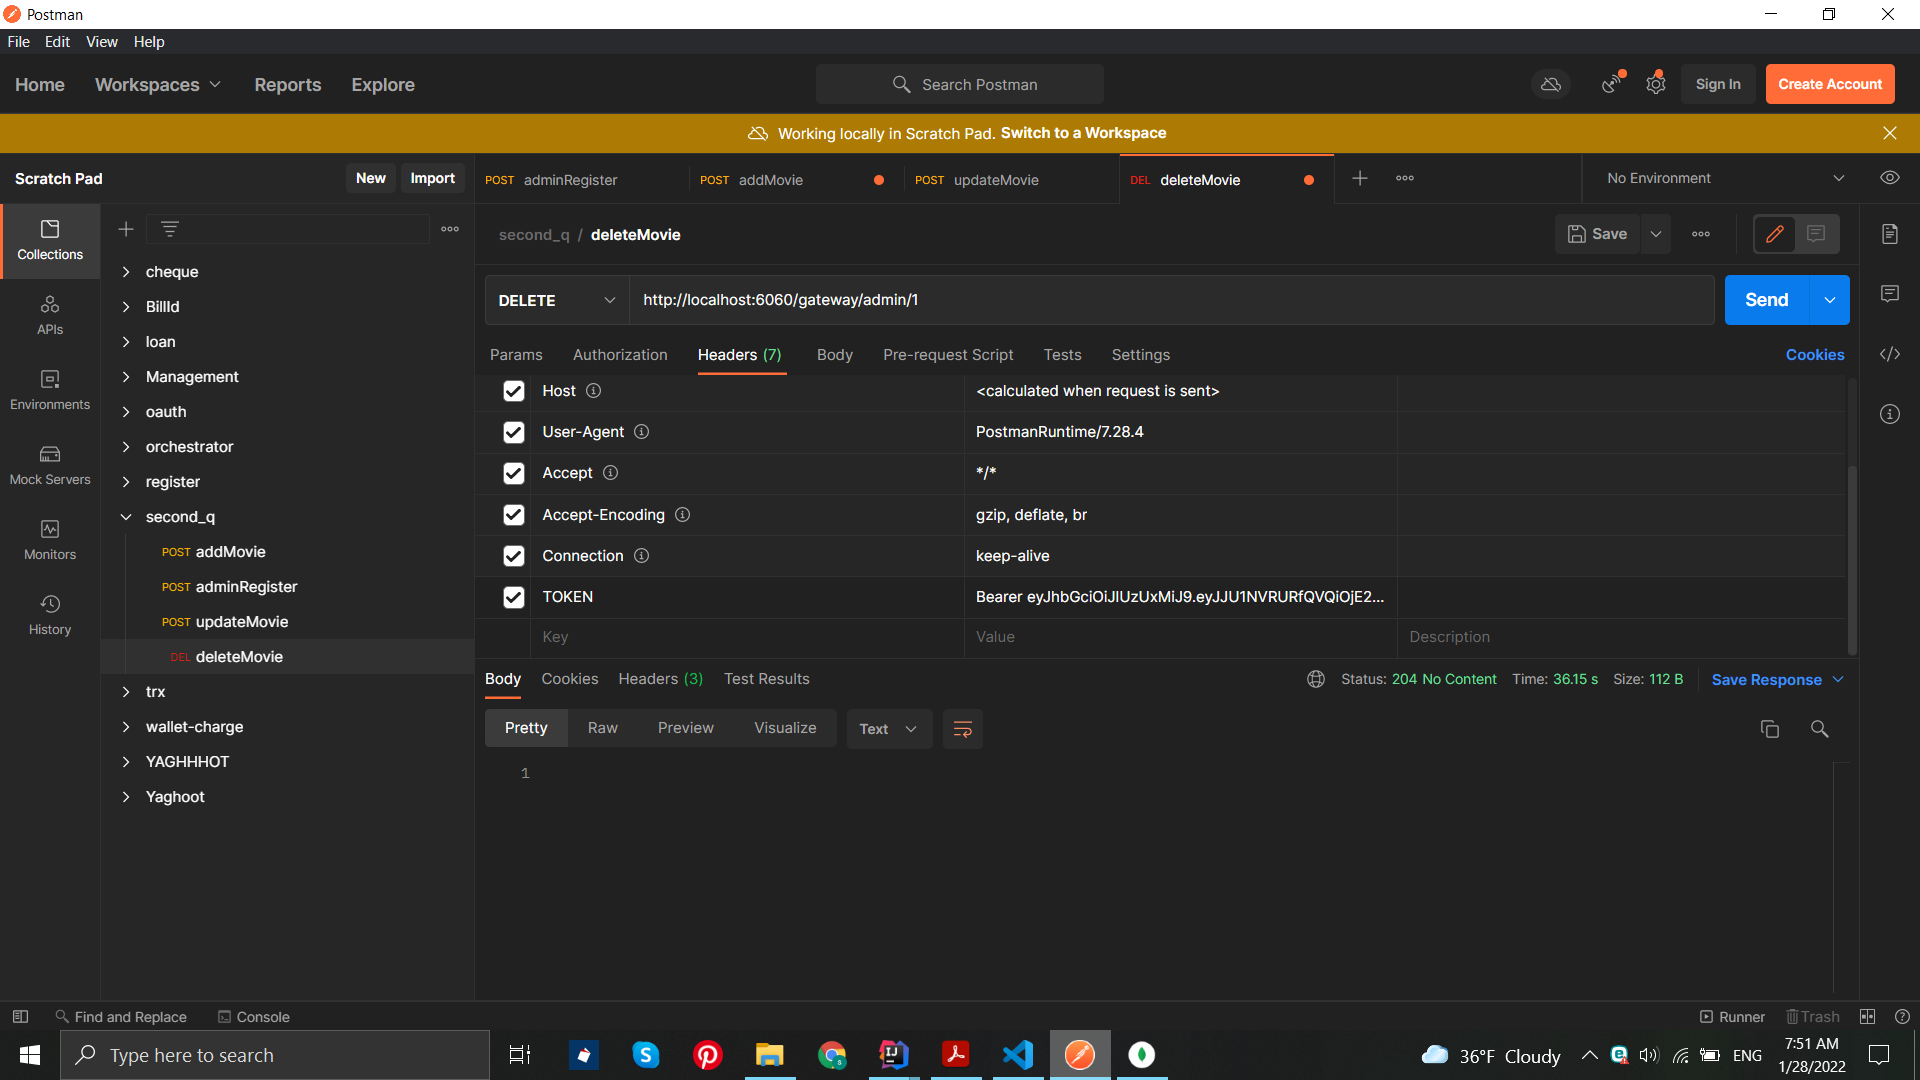 Postman
File Edit View Help
Home Workspaces Reports Explore Search Postman Sign In Create Account
Working locally in Scratch Pad. Switch to a Workspace
Scratch Pad New Import
POST adminRegister POST addMovie POST updateMovie DEL deleteMovie No Environment
Collections
APIs
Environments
Mock Servers
Monitors
History
cheque
BillId
loan
Management
oauth
orchestrator
register
second_q
POST addMovie
POST adminRegister
POST updateMovie
DEL deleteMovie
trx
wallet-charge
YAGHHHOT
Yaghoot
second_q / deleteMovie Save
DELETE http://localhost:6060/gateway/admin/1 Send
Params Authorization Headers (7) Body Pre-request Script Tests Settings Cookies
Host <calculated when request is sent>
User-Agent PostmanRuntime/7.28.4
Accept */*
Accept-Encoding gzip, deflate, br
Connection keep-alive
TOKEN Bearer eyJhbGciOiJIUzUxMiJ9.eyJJU1NVRURfQVQiOjE2...
Key Value Description
Body Cookies Headers (3) Test Results Status: 204 No Content Time: 36.15 s Size: 112 B Save Response
Pretty Raw Preview Visualize Text
1
Find and Replace Console Runner Trash
Type here to search 36°F Cloudy ENG 7:51 AM
1/28/2022